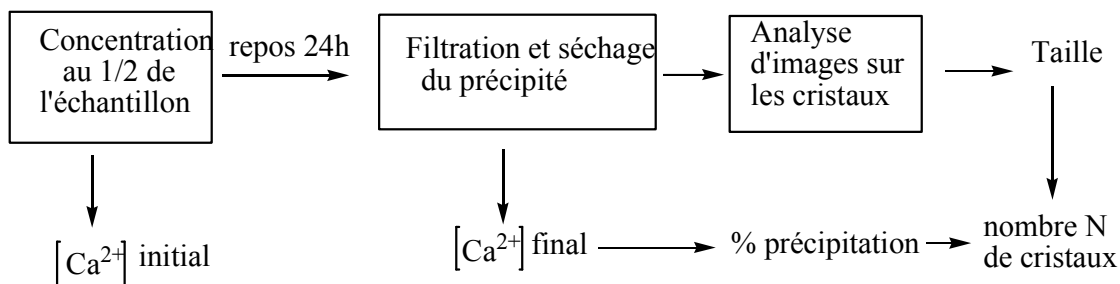 Concentration
au 1/2 de
l'échantillon
repos 24h
Filtration et séchage
du précipité
Analyse
d'images sur
les cristaux
Taille
[Ca²⁺] initial
[Ca²⁺] final
% précipitation
nombre N
de cristaux